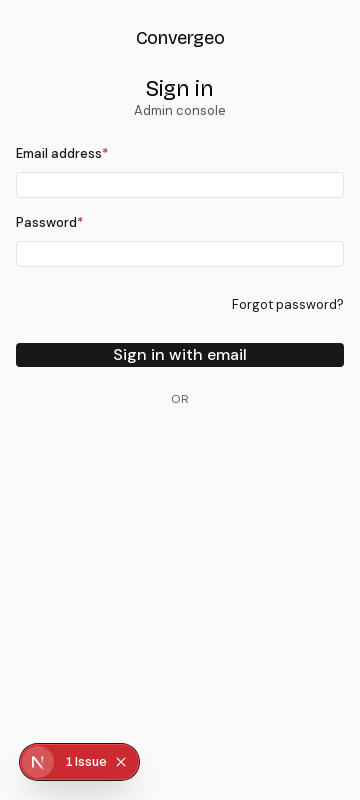 Convergeo
Sign in
Admin console
Email address*
Password*
Forgot password?
Sign in with email
OR
N
1 Issue